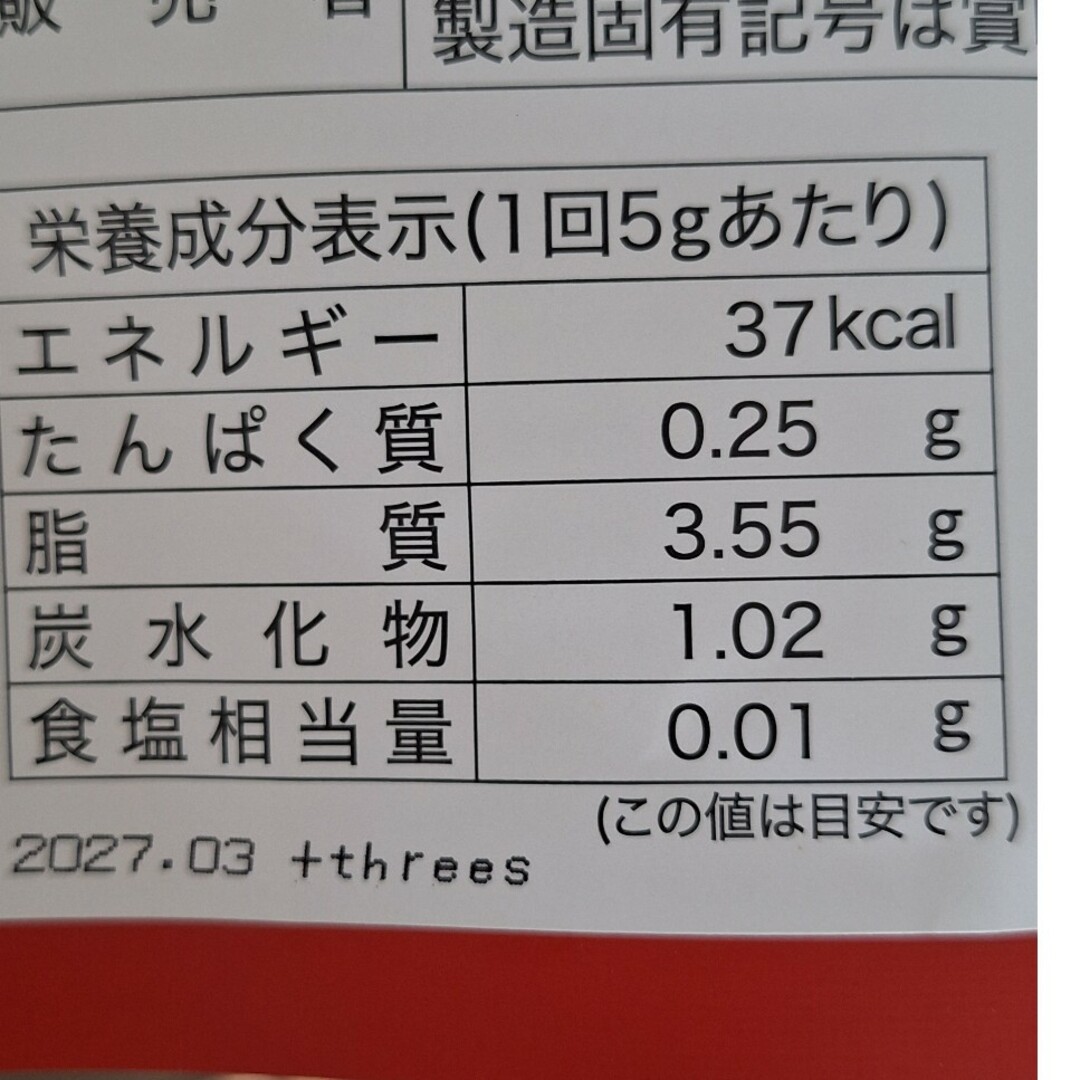 販売者
製造固有記号は賞
栄養成分表示(1回5gあたり)
エネルギー 37kcal
たんぱく質 0.25 g
脂質 3.55 g
炭水化物 1.02 g
食塩相当量 0.01 g
(この値は目安です)
2027.03 +threes